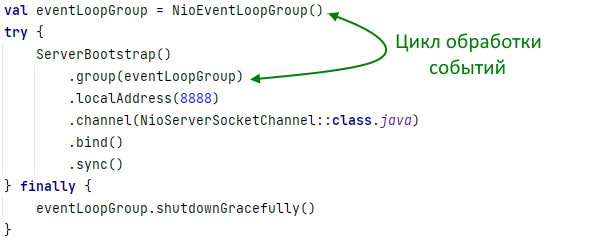 val eventLoopGroup = NioEventLoopGroup()
try {
    ServerBootstrap()
        .group(eventLoopGroup)
        .localAddress(8888)
        .channel(NioServerSocketChannel::class.java)
        .bind()
        .sync()
} finally {
    eventLoopGroup.shutdownGracefully()
}
Цикл обработки
событий